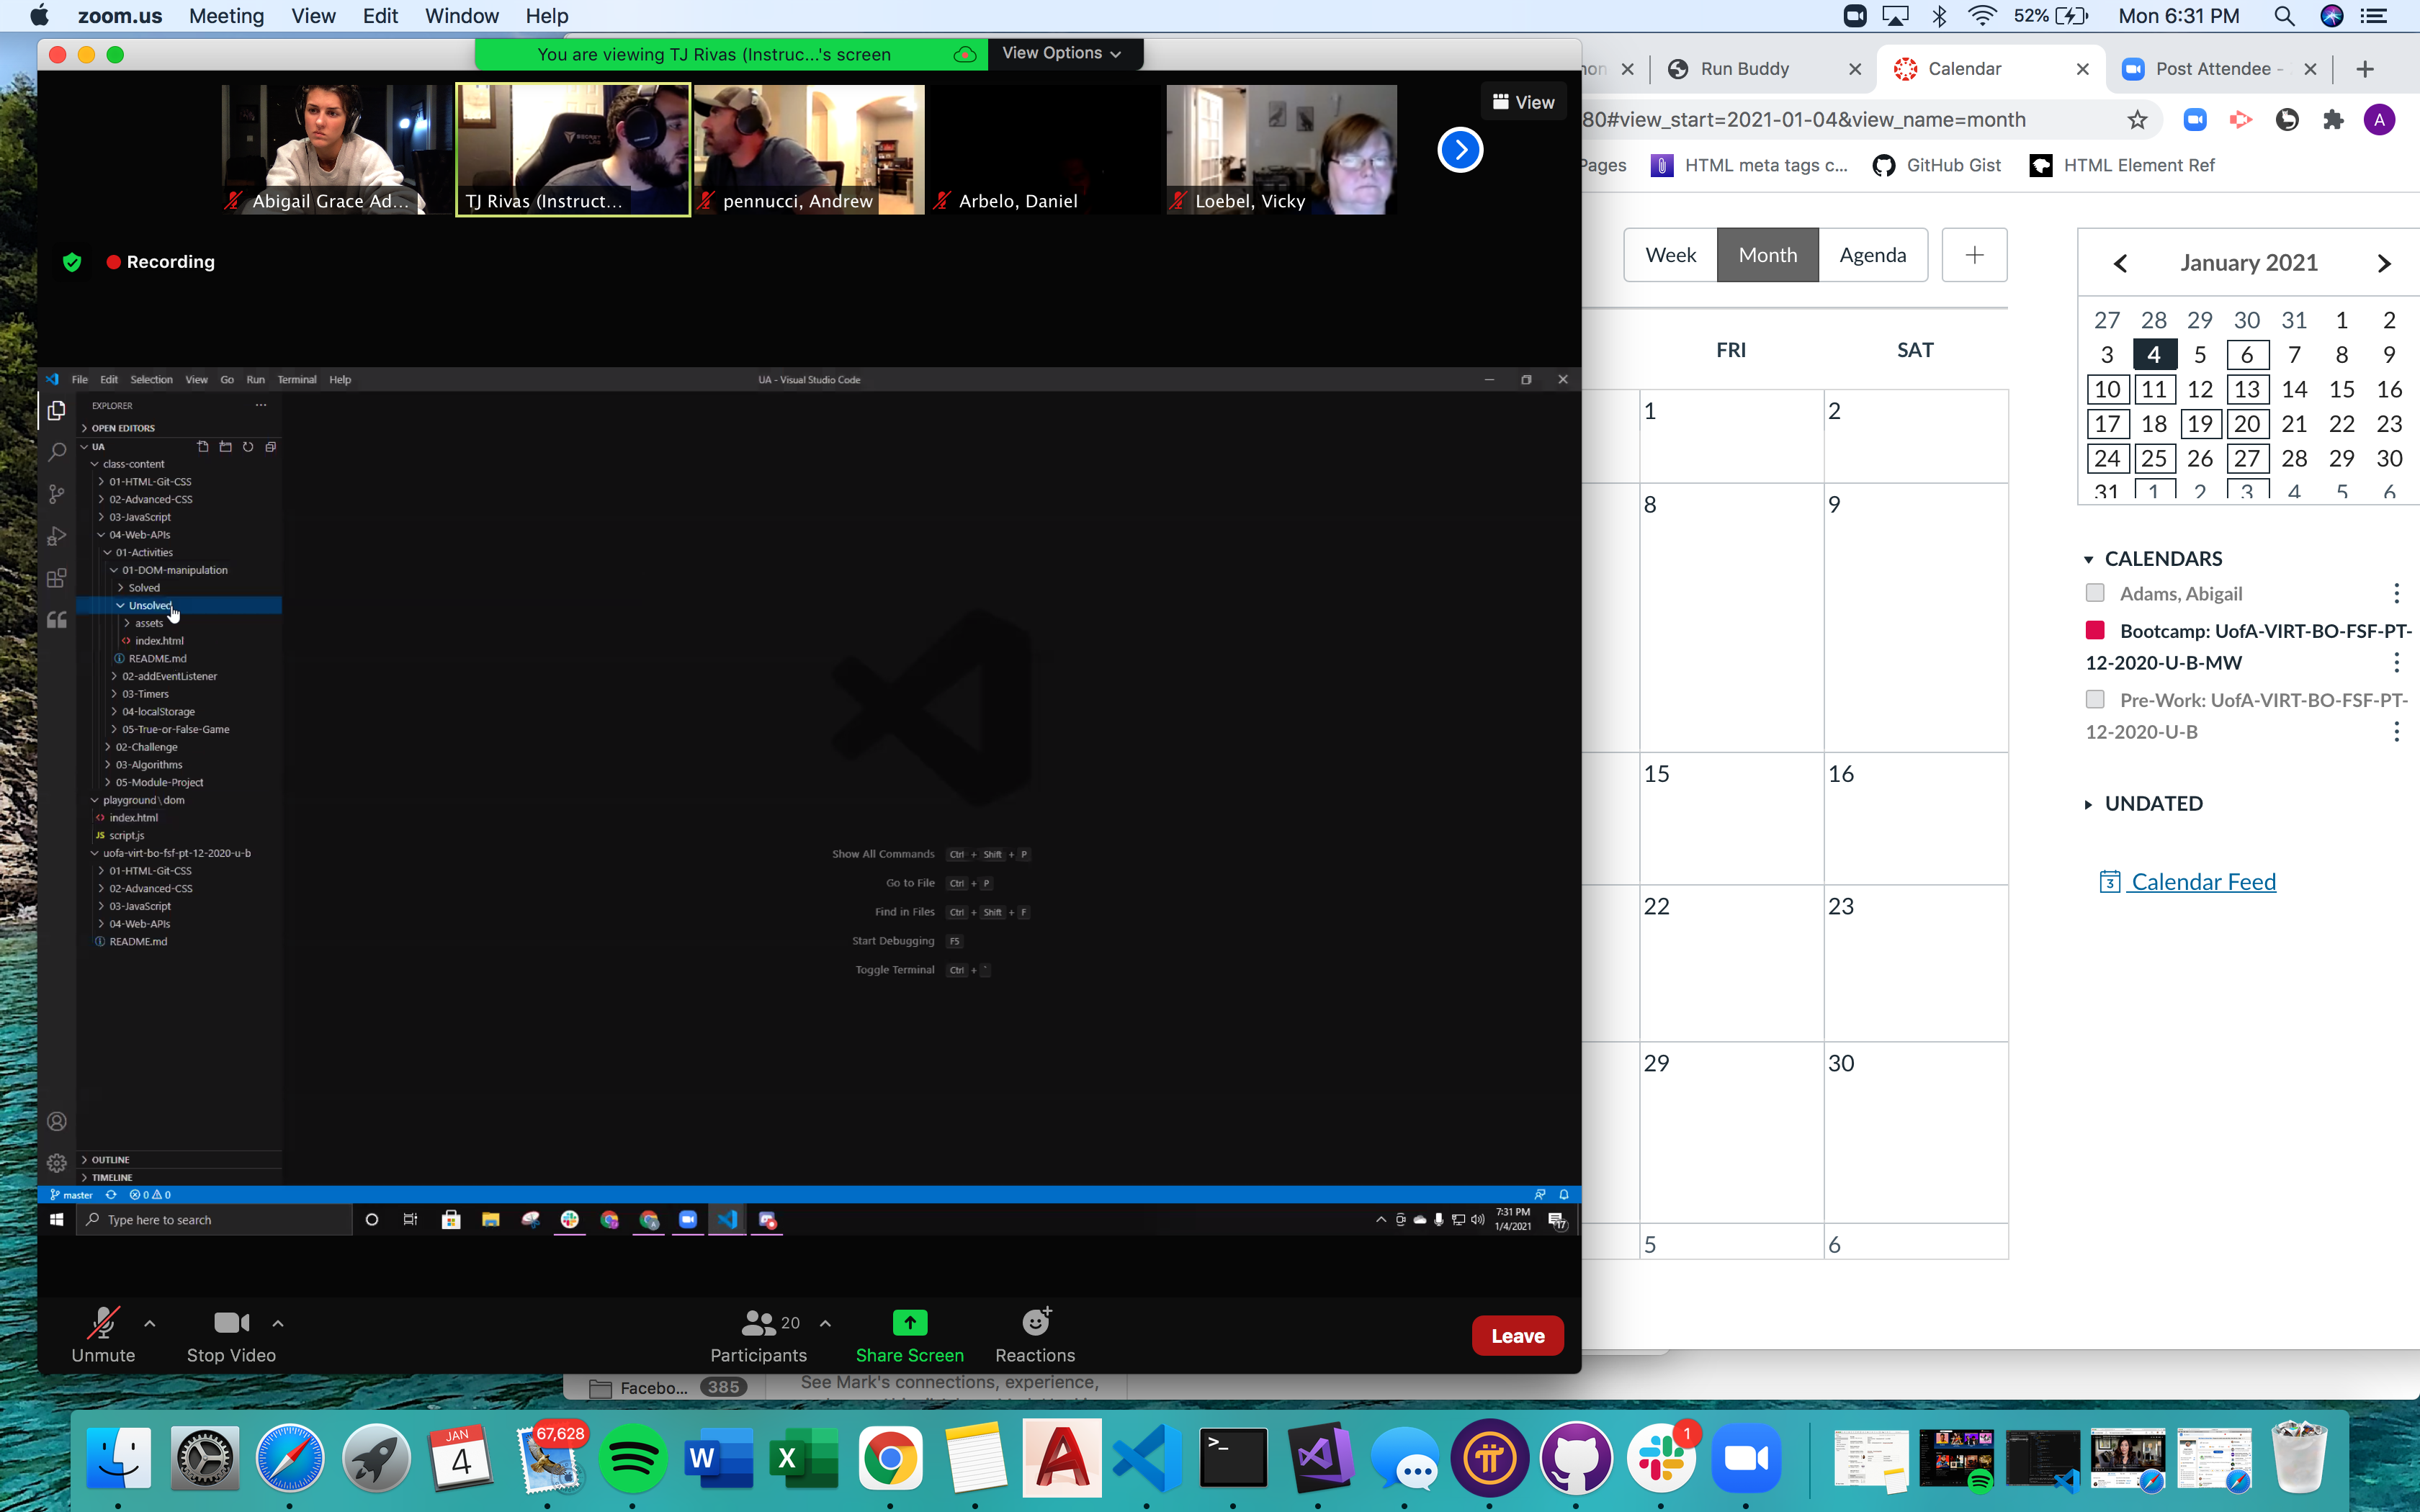 zoom.us Meeting View Edit Window Help
52% Mon 6:31 PM
You are viewing TJ Rivas (Instruc...'s screen View Options
Run Buddy Calendar Post Attendee -
80#view_start=2021-01-04&view_name=month A
Pages HTML meta tags c... GitHub Gist HTML Element Ref
View
Abigail Grace Ad...
TJ Rivas (Instruct...
pennucci, Andrew
Arbelo, Daniel
Loebel, Vicky
Recording
File Edit Selection View Go Run Terminal Help UA - Visual Studio Code
EXPLORER
OPEN EDITORS
UA
class-content
01-HTML-Git-CSS
02-Advanced-CSS
03-JavaScript
04-Web-APIs
01-Activities
01-DOM-manipulation
Solved
Unsolved
assets
index.html
README.md
02-addEventListener
03-Timers
04-localStorage
05-True-or-False-Game
02-Challenge
03-Algorithms
05-Module-Project
playground\dom
index.html
JS script.js
uofa-virt-bo-fsf-pt-12-2020-u-b
01-HTML-Git-CSS
02-Advanced-CSS
03-JavaScript
04-Web-APIs
README.md
OUTLINE
TIMELINE
Show All Commands Ctrl + Shift + P
Go to File Ctrl + P
Find in Files Ctrl + Shift + F
Start Debugging F5
Toggle Terminal Ctrl + `
master 0 0
Type here to search
7:31 PM
1/4/2021
17
Unmute Stop Video
20
Participants Share Screen Reactions
Leave
Week Month Agenda +
FRI SAT
1 2
8 9
15 16
22 23
29 30
5 6
January 2021
27 28 29 30 31 1 2
3 4 5 6 7 8 9
10 11 12 13 14 15 16
17 18 19 20 21 22 23
24 25 26 27 28 29 30
31 1 2 3 4 5 6
CALENDARS
Adams, Abigail
Bootcamp: UofA-VIRT-BO-FSF-PT-
12-2020-U-B-MW
Pre-Work: UofA-VIRT-BO-FSF-PT-
12-2020-U-B
UNDATED
3 Calendar Feed
Facebo... 385
See Mark's connections, experience,
JAN
4
67,628
W
X
>_
1